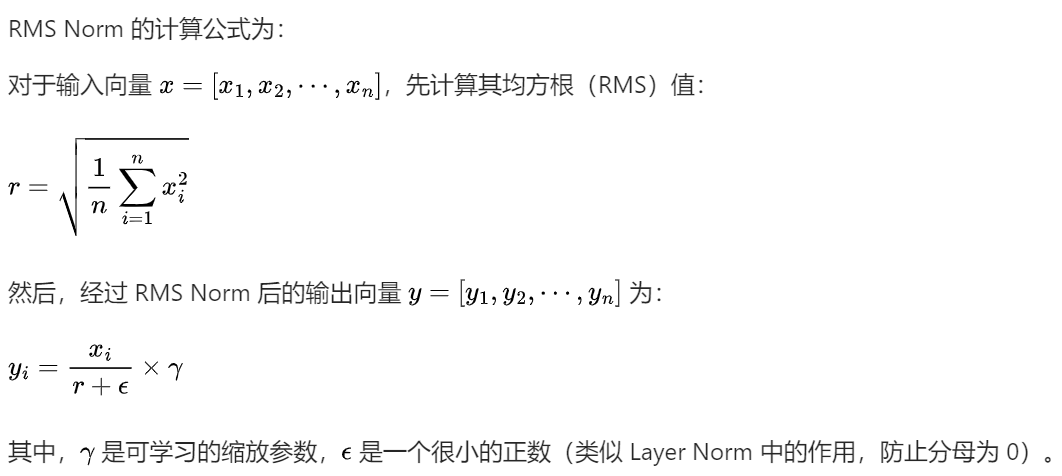 RMS Norm 的计算公式为：
对于输入向量 $x = [x_1, x_2, \cdots, x_n]$，先计算其均方根（RMS）值：
$r = \sqrt{\frac{1}{n} \sum_{i=1}^{n} x_i^2}$
然后，经过 RMS Norm 后的输出向量 $y = [y_1, y_2, \cdots, y_n]$ 为：
$y_i = \frac{x_i}{r + \epsilon} \times \gamma$
其中，$\gamma$ 是可学习的缩放参数，$\epsilon$ 是一个很小的正数（类似 Layer Norm 中的作用，防止分母为 0）。